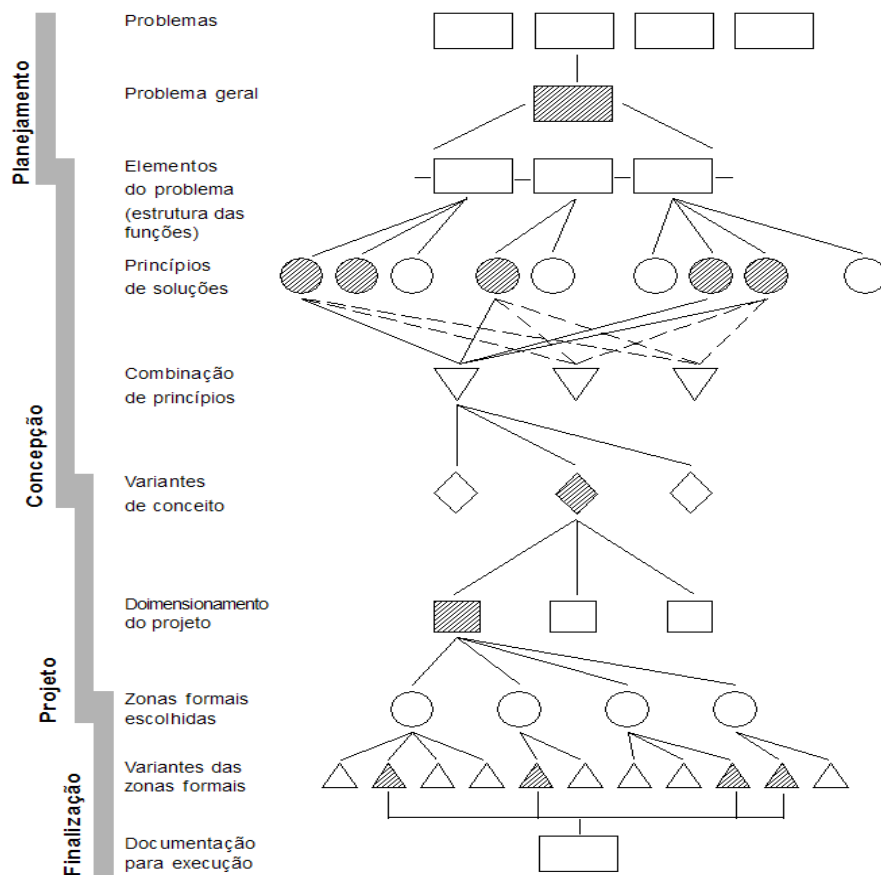 Problemas
Problema geral
Planejamento
Elementos
do problema
(estrutura das
funções)
Princípios
de soluções
Combinação
de princípios
Concepção
Variantes
de conceito
Doimensionamento
do projeto
Projeto
Zonas formais
escolhidas
Variantes das
zonas formais
Finalização
Documentação
para execução